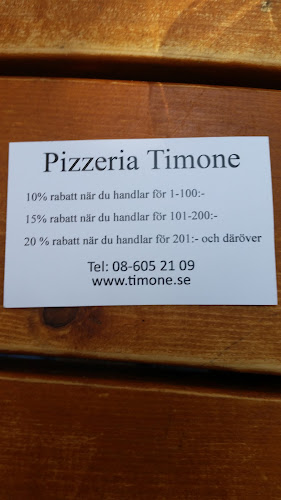 Pizzeria Timone
10% rabatt när du handlar för 1-100:-
15% rabatt när du handlar för 101-200:-
20 % rabatt när du handlar för 201:- och däröver
Tel: 08-605 21 09
www.timone.se